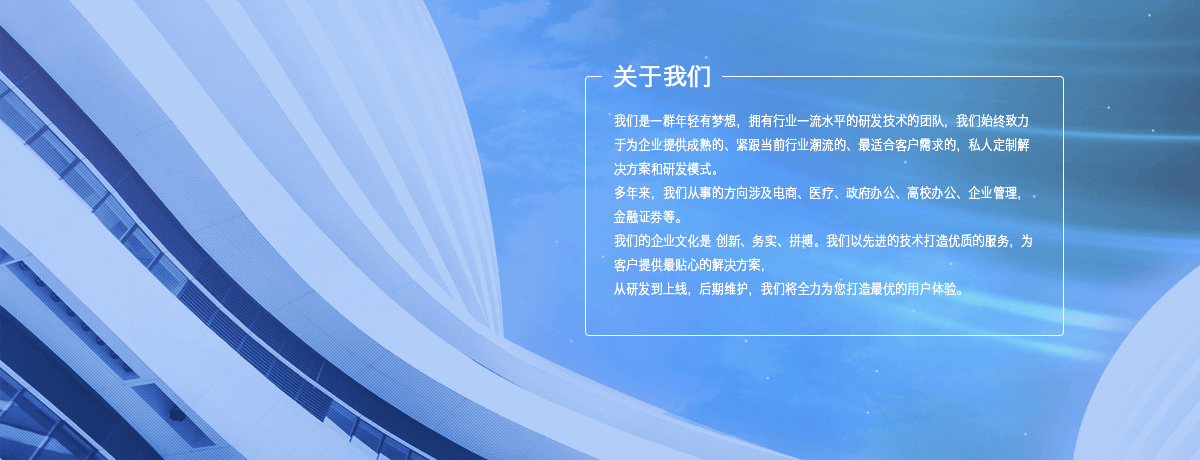 关于我们
我们是一群年轻有梦想，拥有行业一流水平的研发技术的团队，我们始终致力
于为企业提供成熟的、紧跟当前行业潮流的、最适合客户需求的，私人定制解
决方案和研发模式。
多年来，我们从事的方向涉及电商、医疗、政府办公、高校办公、企业管理，
金融证券等。
我们的企业文化是 创新、务实、拼搏。我们以先进的技术打造优质的服务，为
客户提供最贴心的解决方案，
从研发到上线，后期维护，我们将全力为您打造最优的用户体验。